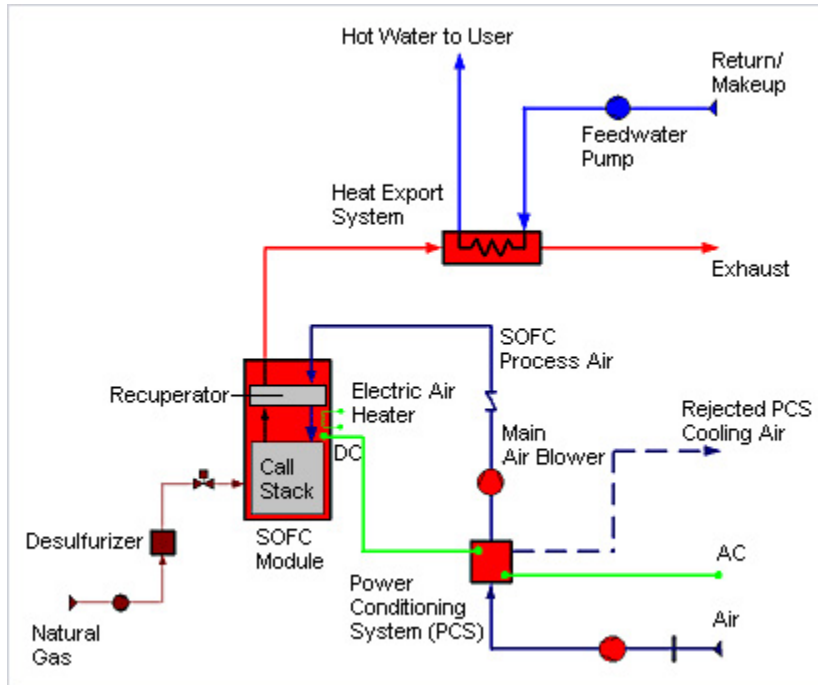 Hot Water to User
Return/
Makeup
Feedwater
Pump
Heat Export
System
Exhaust
SOFC
Process Air
Recuperator
Electric Air
Heater
Rejected PCS
Cooling Air
Main
Air Blower
DC
Call
Stack
Desulfurizer
SOFC
Module
AC
Power
Conditioning
System (PCS)
Air
Natural
Gas